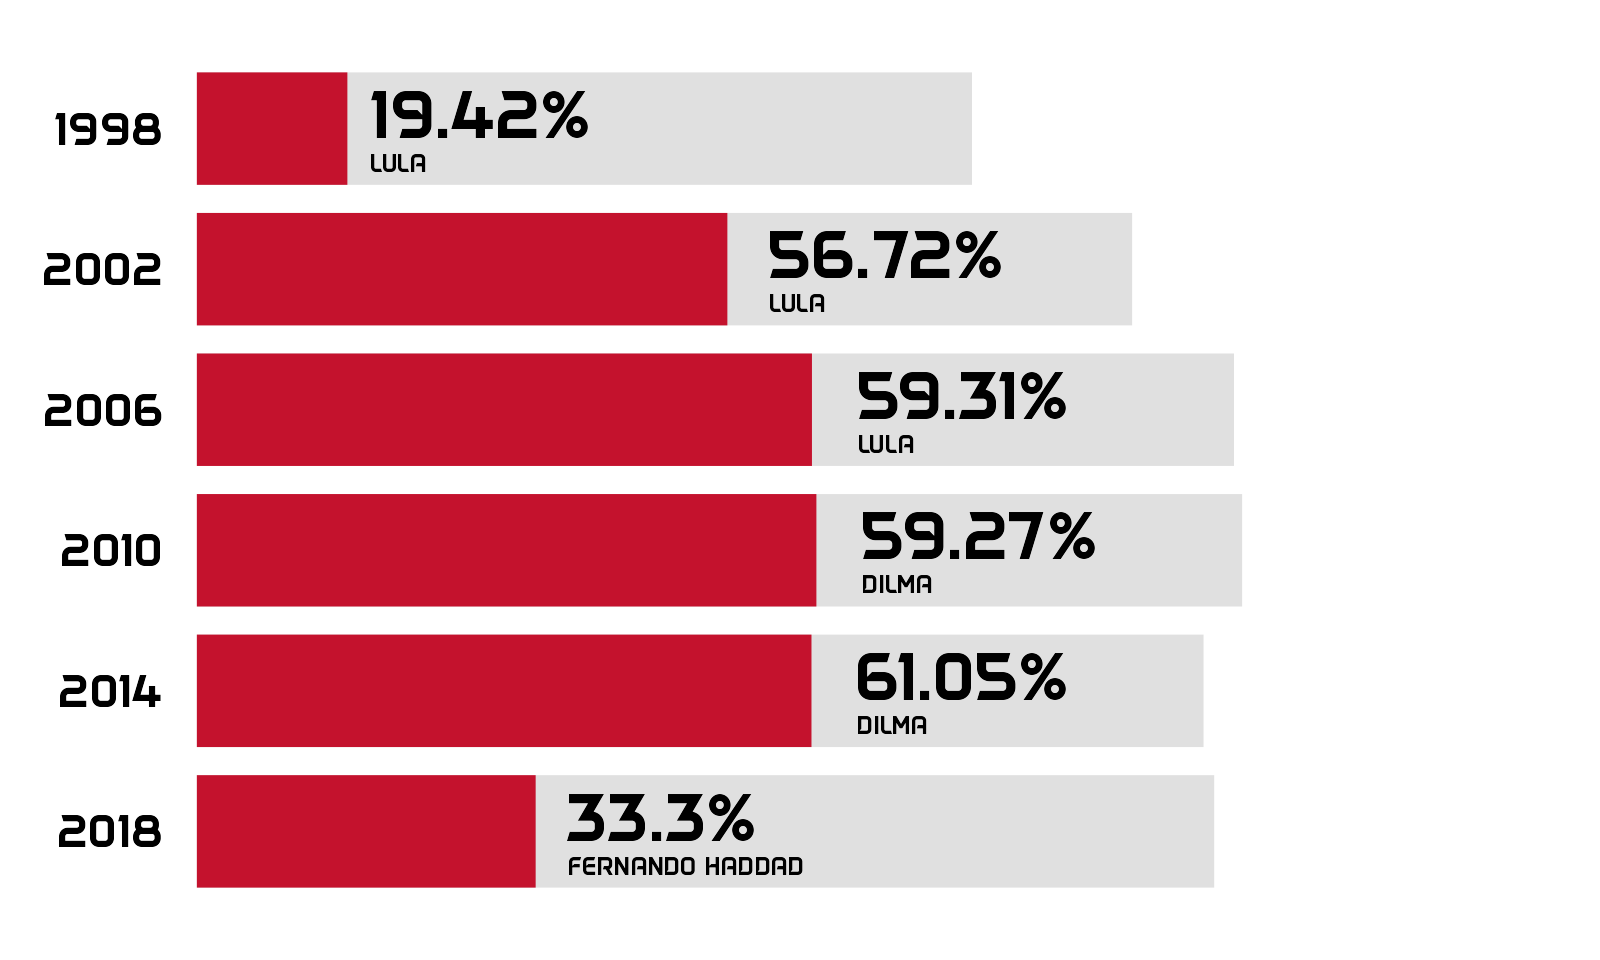 1998
19.42%
LULA
2002
56.72%
LULA
2006
59.31%
LULA
2010
59.27%
DILMA
2014
61.05%
DILMA
2018
33.3%
FERNANDO HADDAD